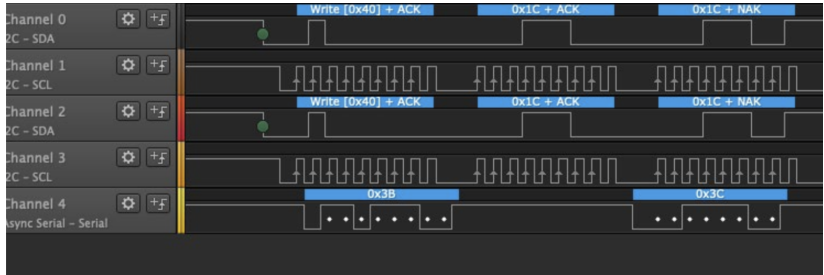 Channel 0
Write [0x40] + ACK
0x1C + ACK
0x1C + NAK
2C - SDA
Channel 1
2C - SCL
Channel 2
Write [0x40] + ACK
0x1C + ACK
0x1C + NAK
2C - SDA
Channel 3
2C - SCL
Channel 4
0x3B
0x3C
Async Serial - Serial